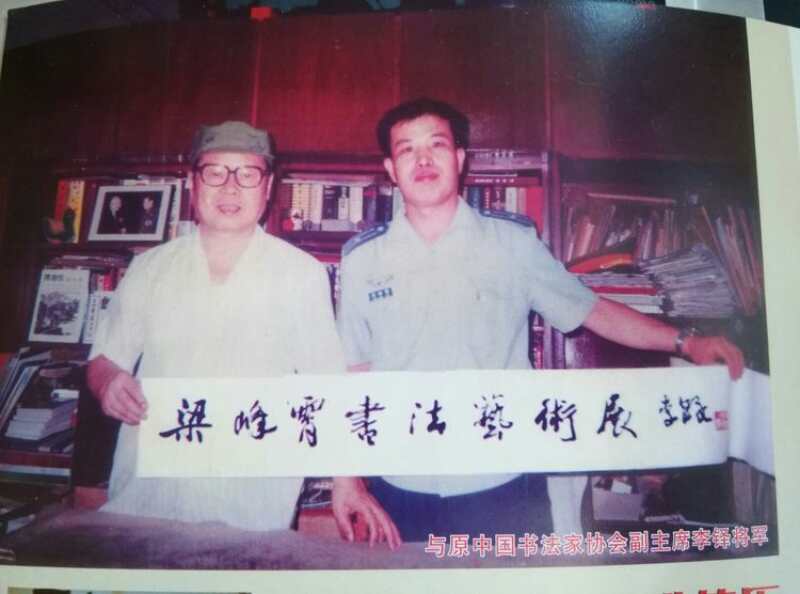 梁峰霄書法藝術展 李鐸
与原中国书法家协会副主席李铎将军